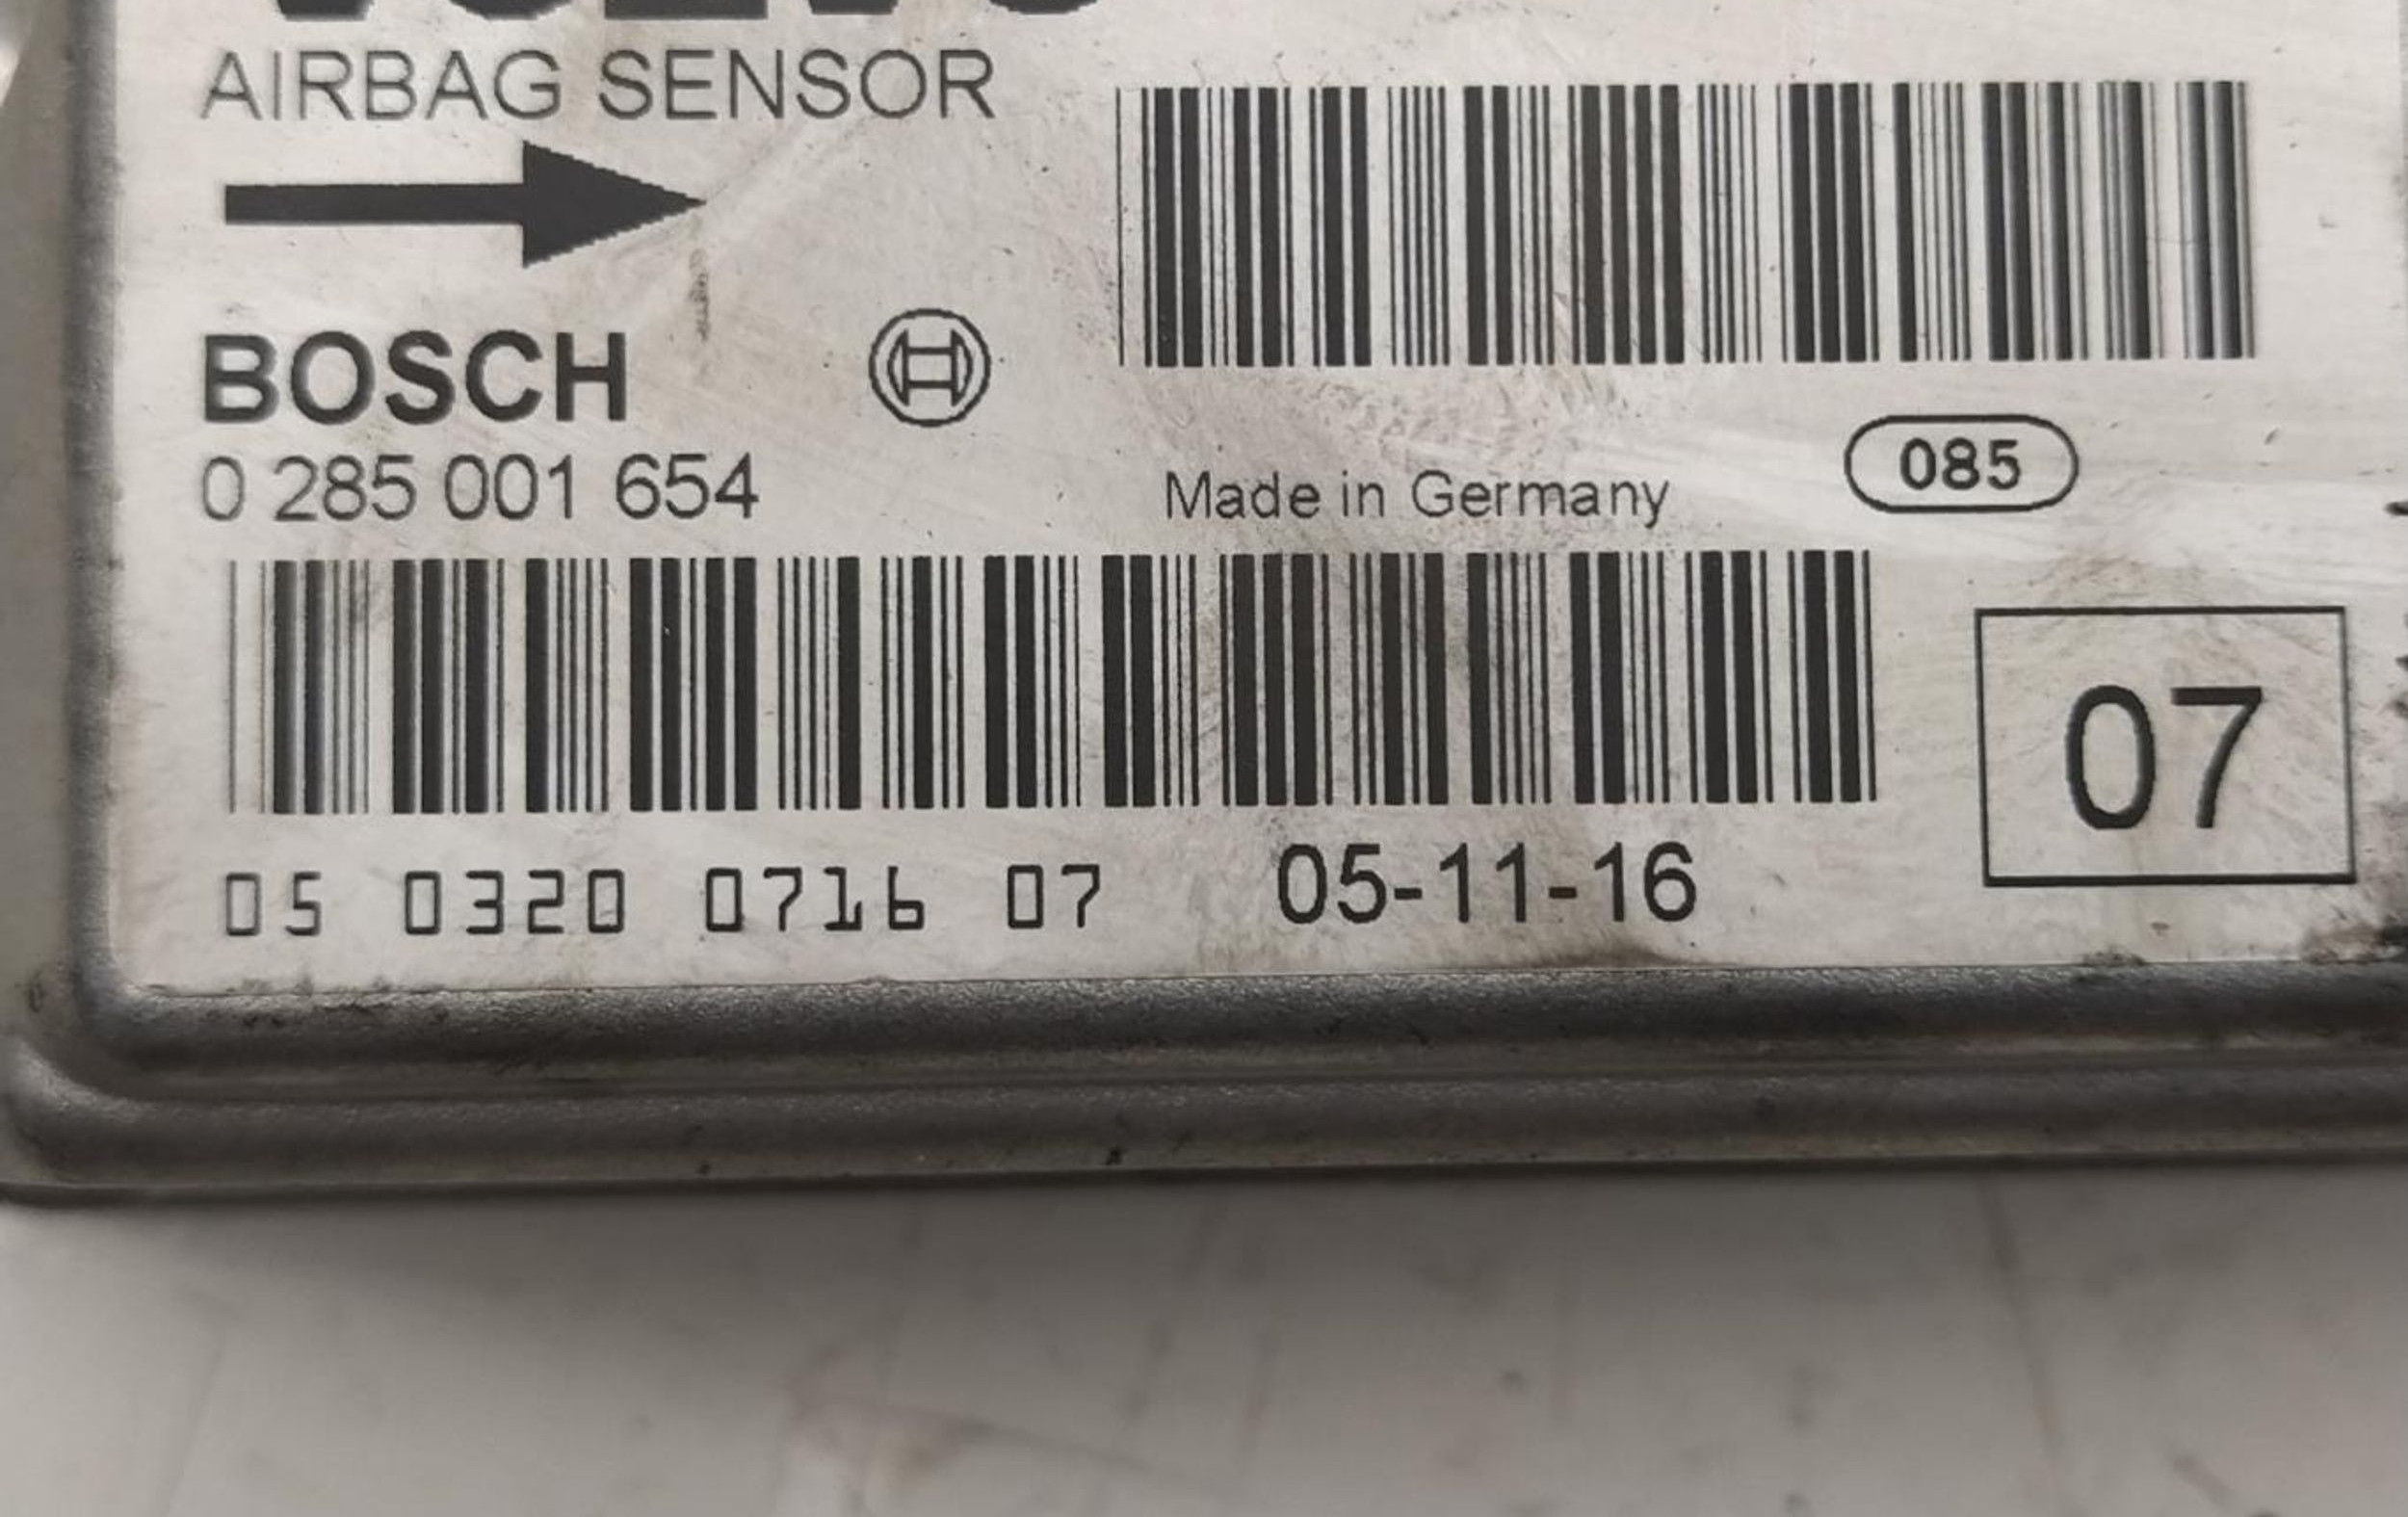 VOLVO
AIRBAG SENSOR
BOSCH
0 285 001 654
Made in Germany
085
07
05 0320 0716 07
05-11-16